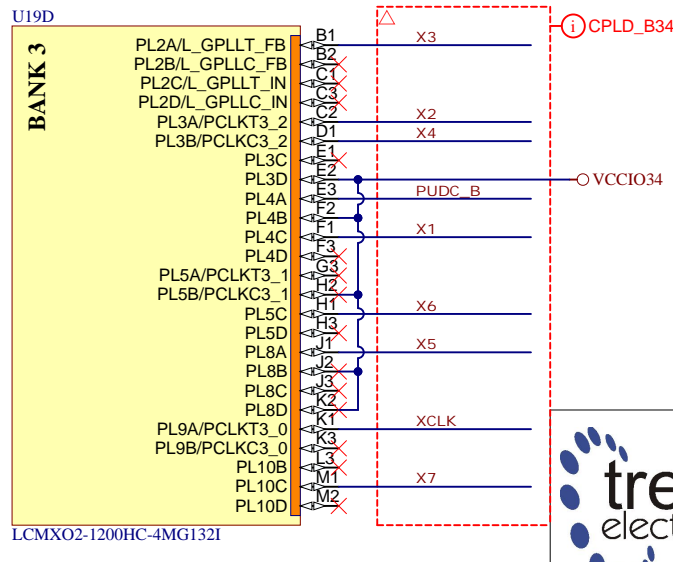 U19D
CPLD_B34
BANK 3
PL2A/L_GPLLT_FB B1 X3
PL2B/L_GPLLC_FB B2
PL2C/L_GPLLT_IN C1
PL2D/L_GPLLC_IN C3
PL3A/PCLKT3_2 C2 X2
PL3B/PCLKC3_2 D1 X4
PL3C E1
PL3D E2 VCCIO34
PL4A E3 PUDC_B
PL4B F2
PL4C F1 X1
PL4D F3
PL5A/PCLKT3_1 G3
PL5B/PCLKC3_1 H2
PL5C H1 X6
PL5D H3
PL8A J1 X5
PL8B J2
PL8C J3
PL8D K2
PL9A/PCLKT3_0 K1 XCLK
PL9B/PCLKC3_0 K3
PL10B L3
PL10C M1 X7
PL10D M2
LCMXO2-1200HC-4MG132I
tre
elect